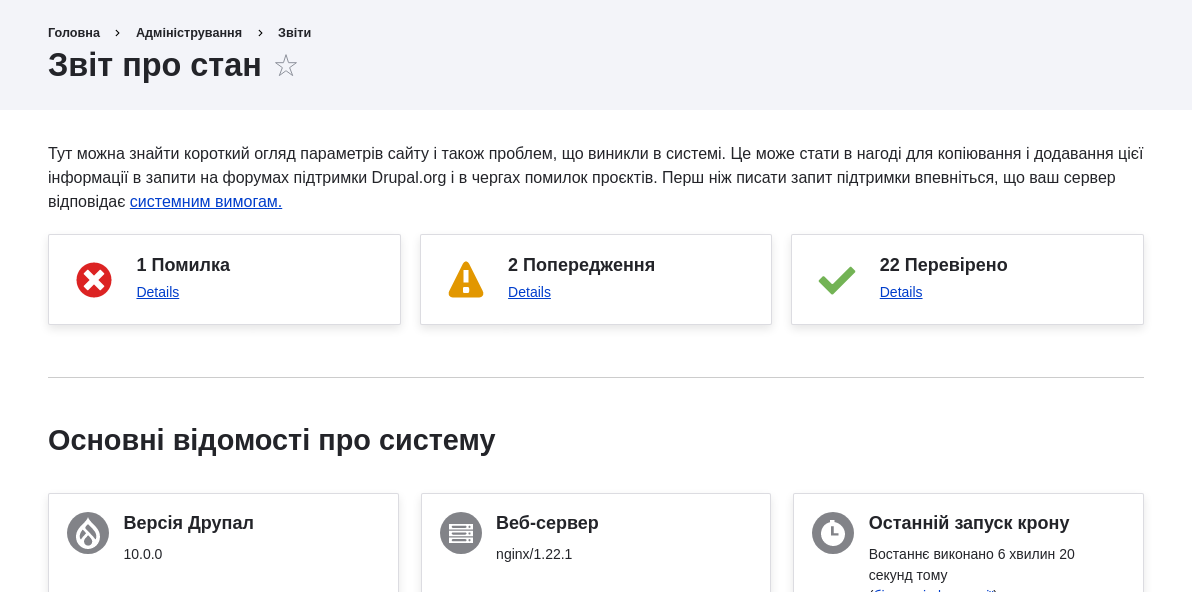 Головна › Адміністрування › Звіти
Звіт про стан
Тут можна знайти короткий огляд параметрів сайту і також проблем, що виникли в системі. Це може стати в нагоді для копіювання і додавання цієї
інформації в запити на форумах підтримки Drupal.org і в чергах помилок проєктів. Перш ніж писати запит підтримки впевніться, що ваш сервер
відповідає системним вимогам.
1 Помилка
Details
2 Попередження
Details
22 Перевірено
Details
Основні відомості про систему
Версія Друпал
10.0.0
Веб-сервер
nginx/1.22.1
Останній запуск крону
Востаннє виконано 6 хвилин 20
секунд тому